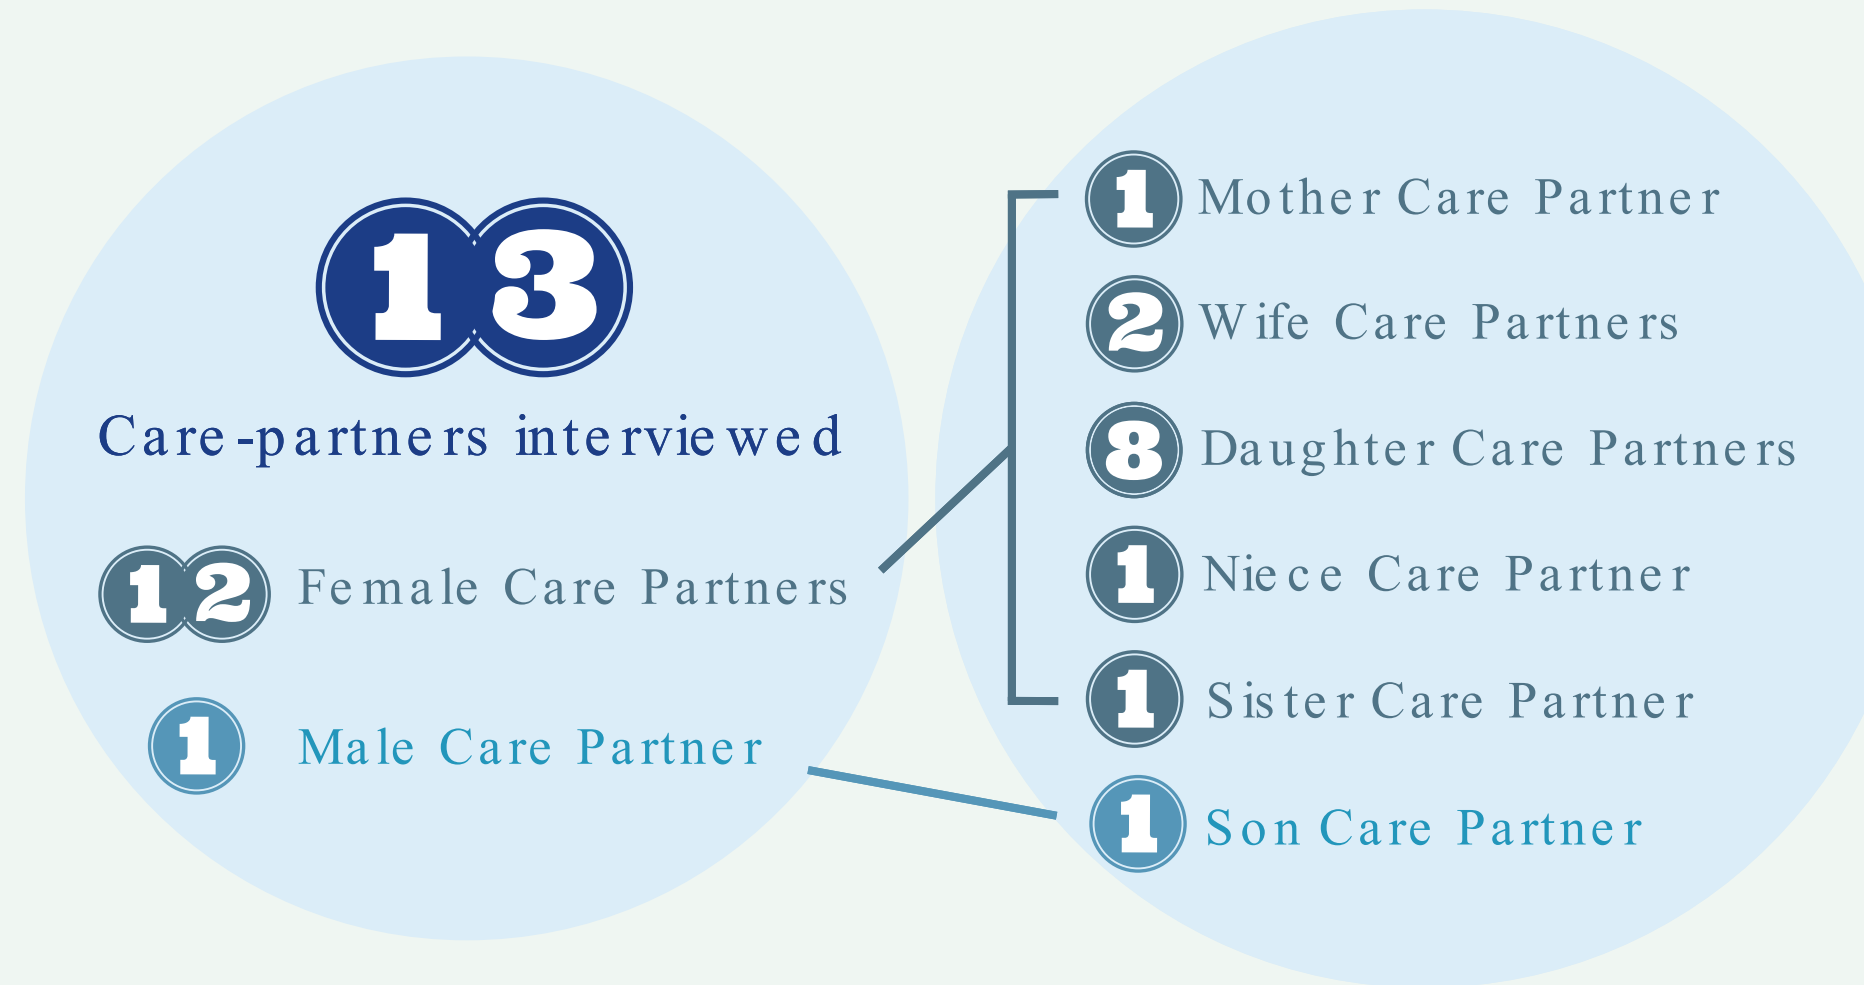 13
Care-partners interviewed
12 Female Care Partners
1 Male Care Partner
1 Mother Care Partner
2 Wife Care Partners
8 Daughter Care Partners
1 Niece Care Partner
1 Sister Care Partner
1 Son Care Partner